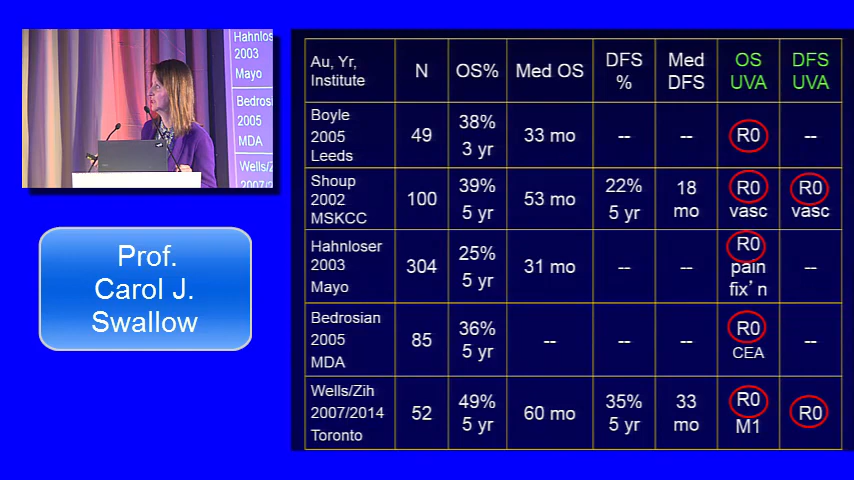 Hahnloser
2003
Mayo
Bedrosian
2005
MDA
Wells/Zi
2007/2
Prof.
Carol J.
Swallow
Au, Yr, Institute N OS% Med OS DFS % Med DFS OS UVA DFS UVA
Boyle 2005 Leeds 49 38% 3 yr 33 mo -- -- R0 --
Shoup 2002 MSKCC 100 39% 5 yr 53 mo 22% 5 yr 18 mo R0 vasc R0 vasc
Hahnloser 2003 Mayo 304 25% 5 yr 31 mo -- -- R0 pain fix'n --
Bedrosian 2005 MDA 85 36% 5 yr -- -- -- R0 CEA --
Wells/Zih 2007/2014 Toronto 52 49% 5 yr 60 mo 35% 5 yr 33 mo R0 M1 R0